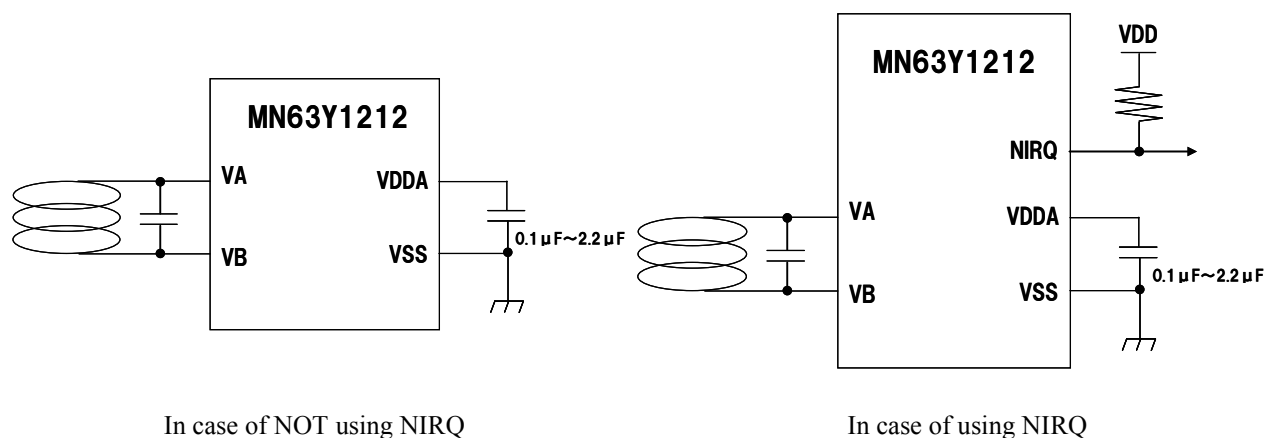 MN63Y1212
VA
VDDA
VB
VSS
0.1μF～2.2μF
In case of NOT using NIRQ
VDD
MN63Y1212
NIRQ
VA
VDDA
VB
VSS
0.1μF～2.2μF
In case of using NIRQ